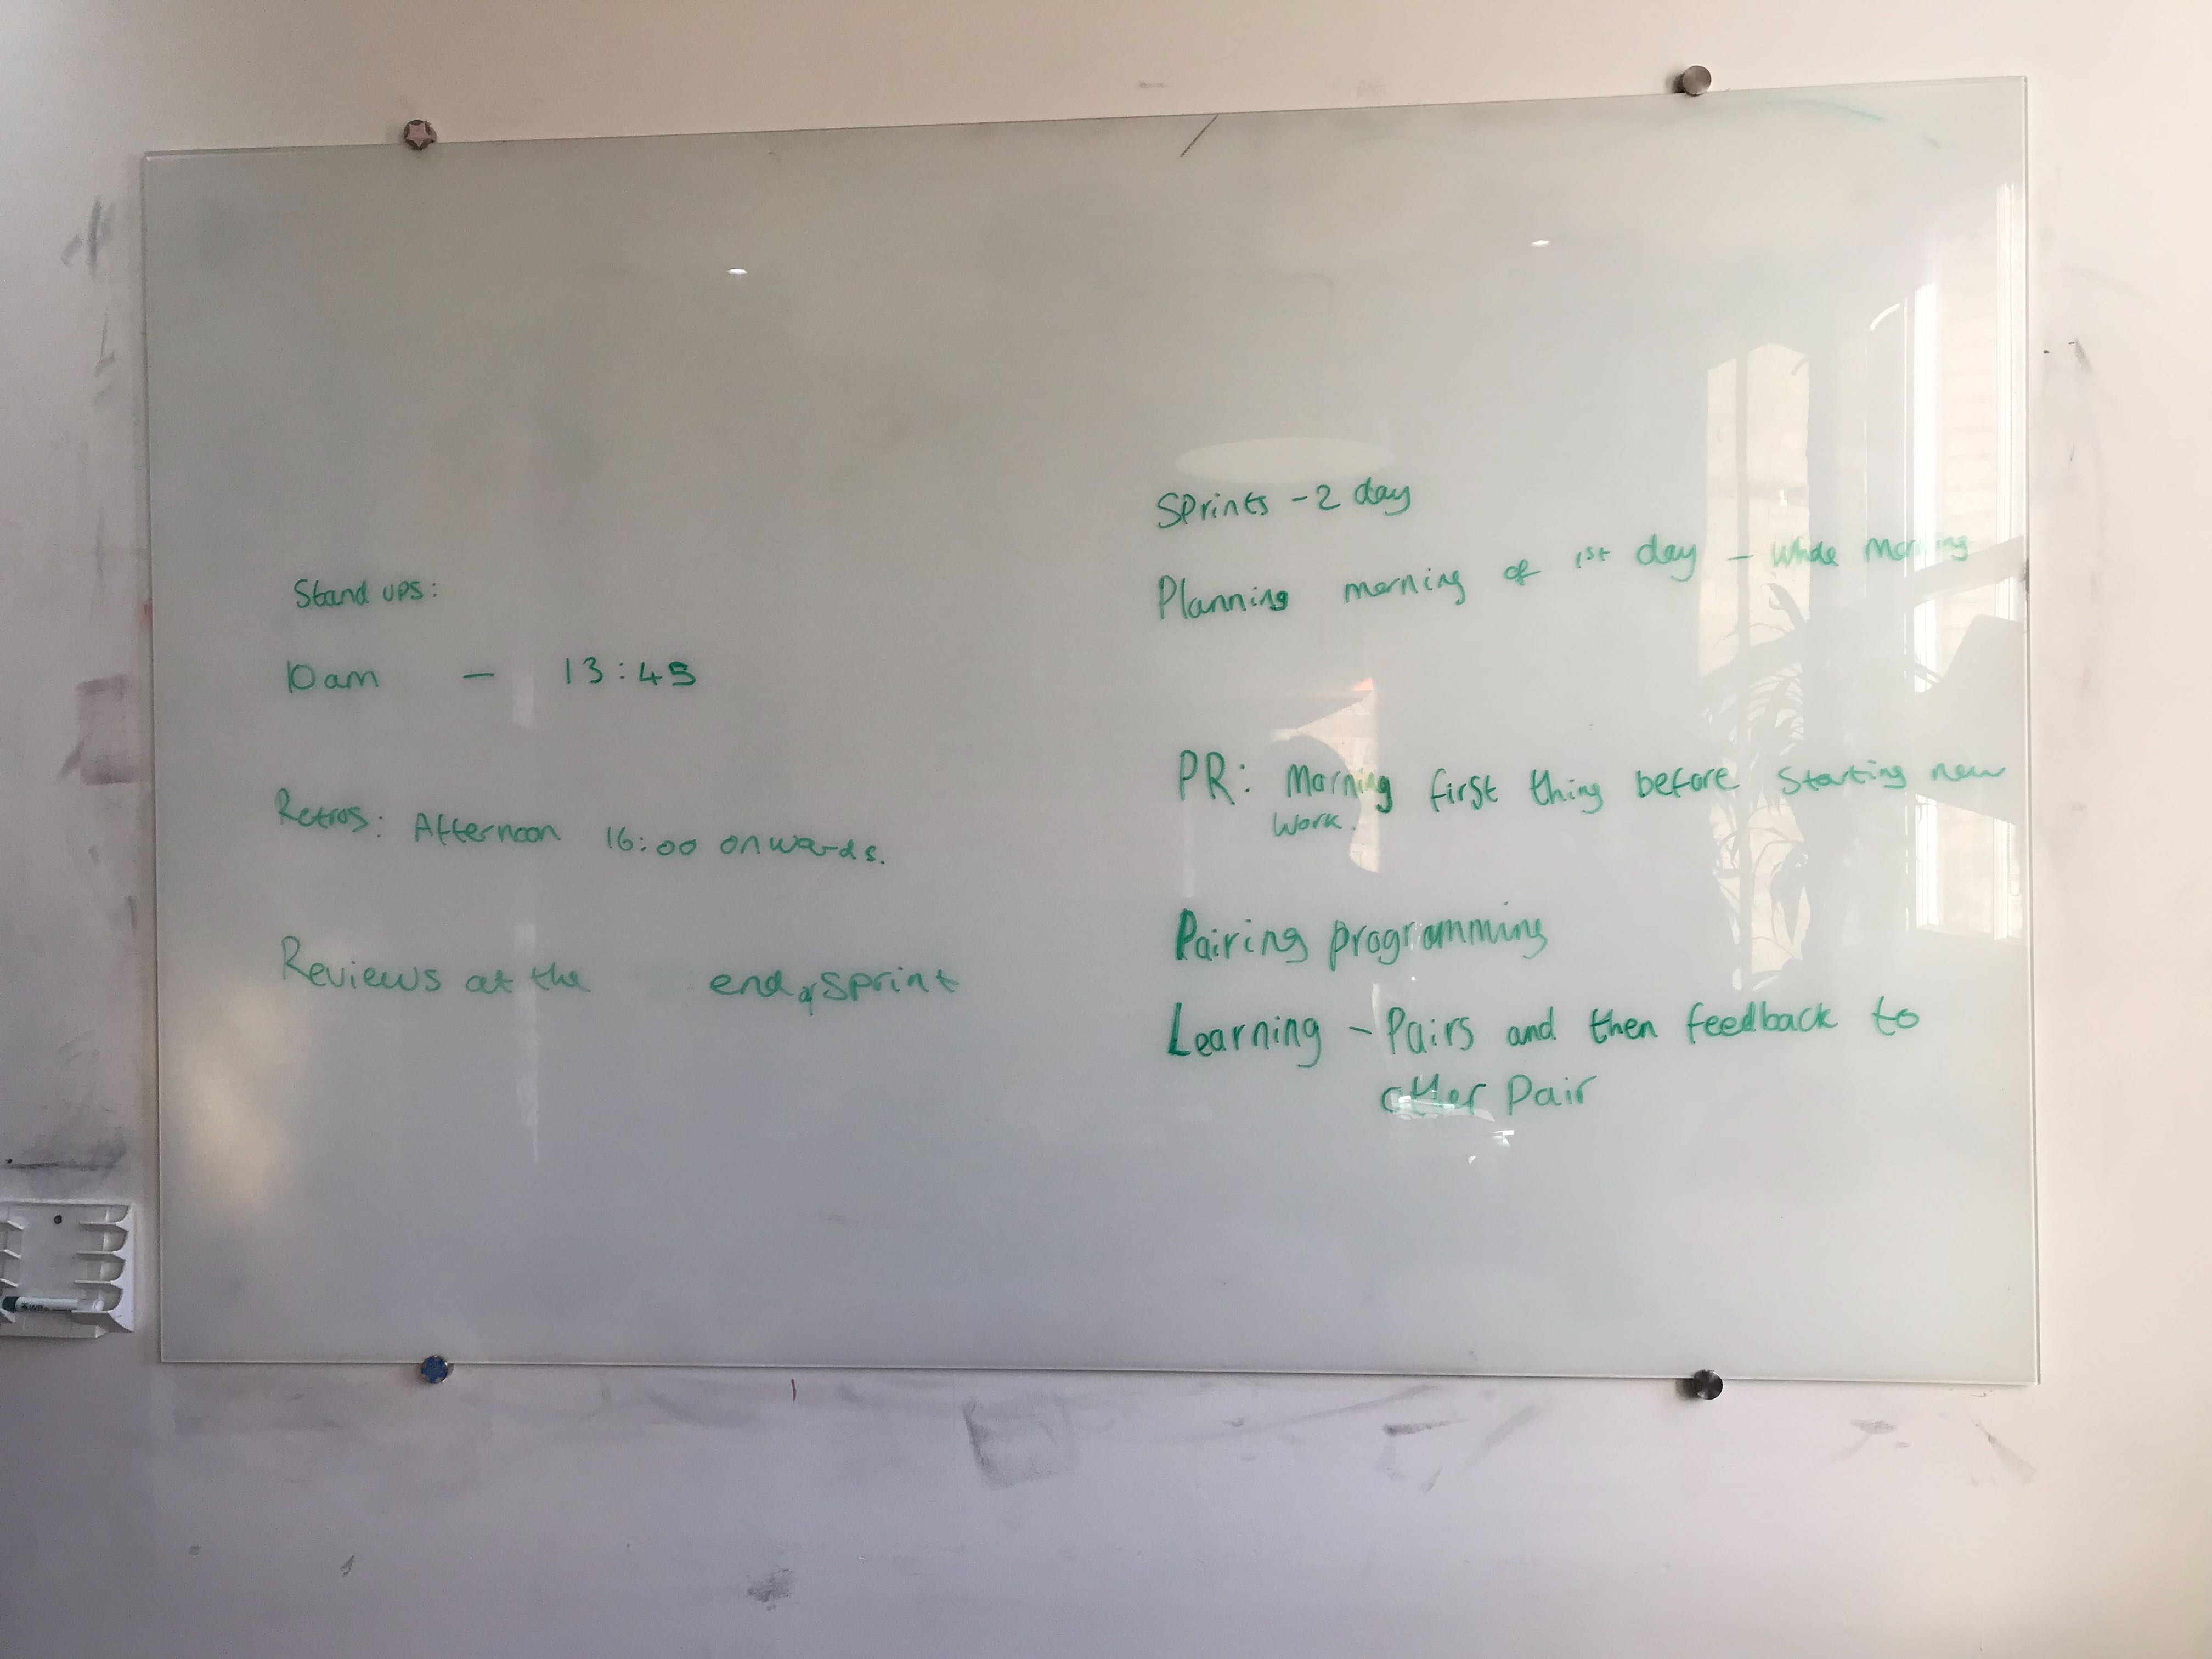 Stand ups:
10am - 13:45
Retros: Afternoon 16:00 onwards.
Reviews at the end of sprint
Sprints - 2 day
Planning morning of 1st day - whole morning
PR: Morning first thing before starting new
work.
Pairing programming
Learning - Pairs and then feedback to
other Pair